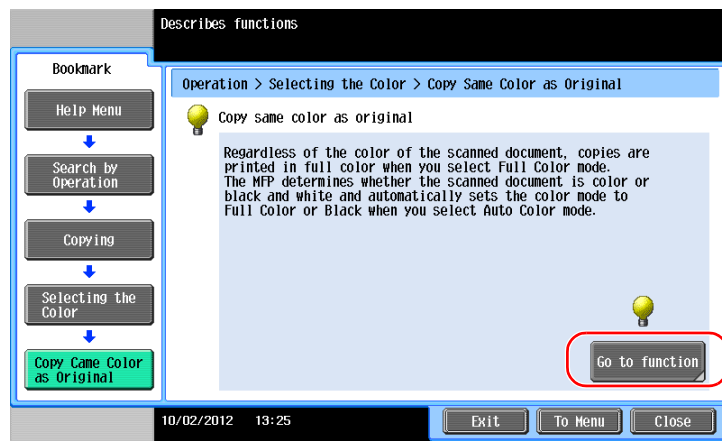 Describes functions
Bookmark
Help Menu
Search by
Operation
Copying
Selecting the
Color
Copy Came Color
as Original
Operation > Selecting the Color > Copy Same Color as Original
Copy same color as original
Regardless of the color of the scanned document, copies are
printed in full color when you select Full Color mode.
The MFP determines whether the scanned document is color or
black and white and automatically sets the color mode to
Full Color or Black when you select Auto Color mode.
Go to function
10/02/2012 13:25
Exit
To Menu
Close